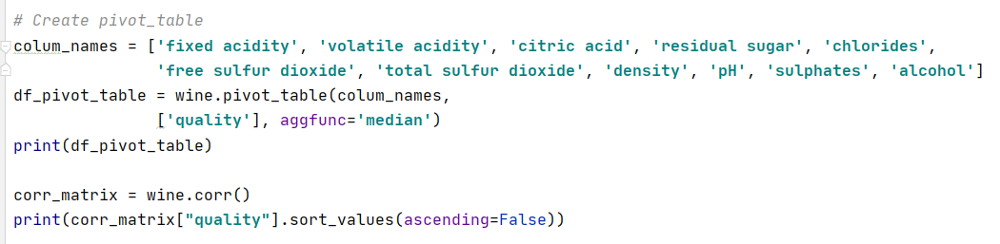 # Create pivot_table
colum_names = ['fixed acidity', 'volatile acidity', 'citric acid', 'residual sugar', 'chlorides',
'free sulfur dioxide', 'total sulfur dioxide', 'density', 'pH', 'sulphates', 'alcohol']
df_pivot_table = wine.pivot_table(colum_names,
['quality'], aggfunc='median')
print(df_pivot_table)
corr_matrix = wine.corr()
print(corr_matrix["quality"].sort_values(ascending=False))